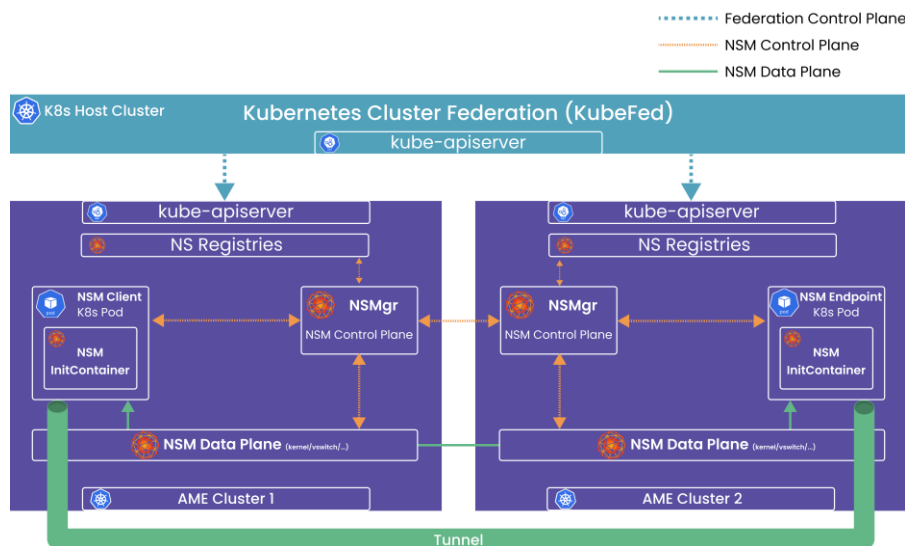 Federation Control Plane
NSM Control Plane
NSM Data Plane
K8s Host Cluster
Kubernetes Cluster Federation (KubeFed)
kube-apiserver
kube-apiserver
NS Registries
NSM Client
K8s Pod
pod
NSM
InitContainer
NSMgr
NSM Control Plane
NSM Data Plane (kernel/vswitch/...)
AME Cluster 1
kube-apiserver
NS Registries
NSMgr
NSM Control Plane
NSM Endpoint
K8s Pod
pod
NSM
InitContainer
NSM Data Plane (kernel/vswitch/...)
AME Cluster 2
Tunnel